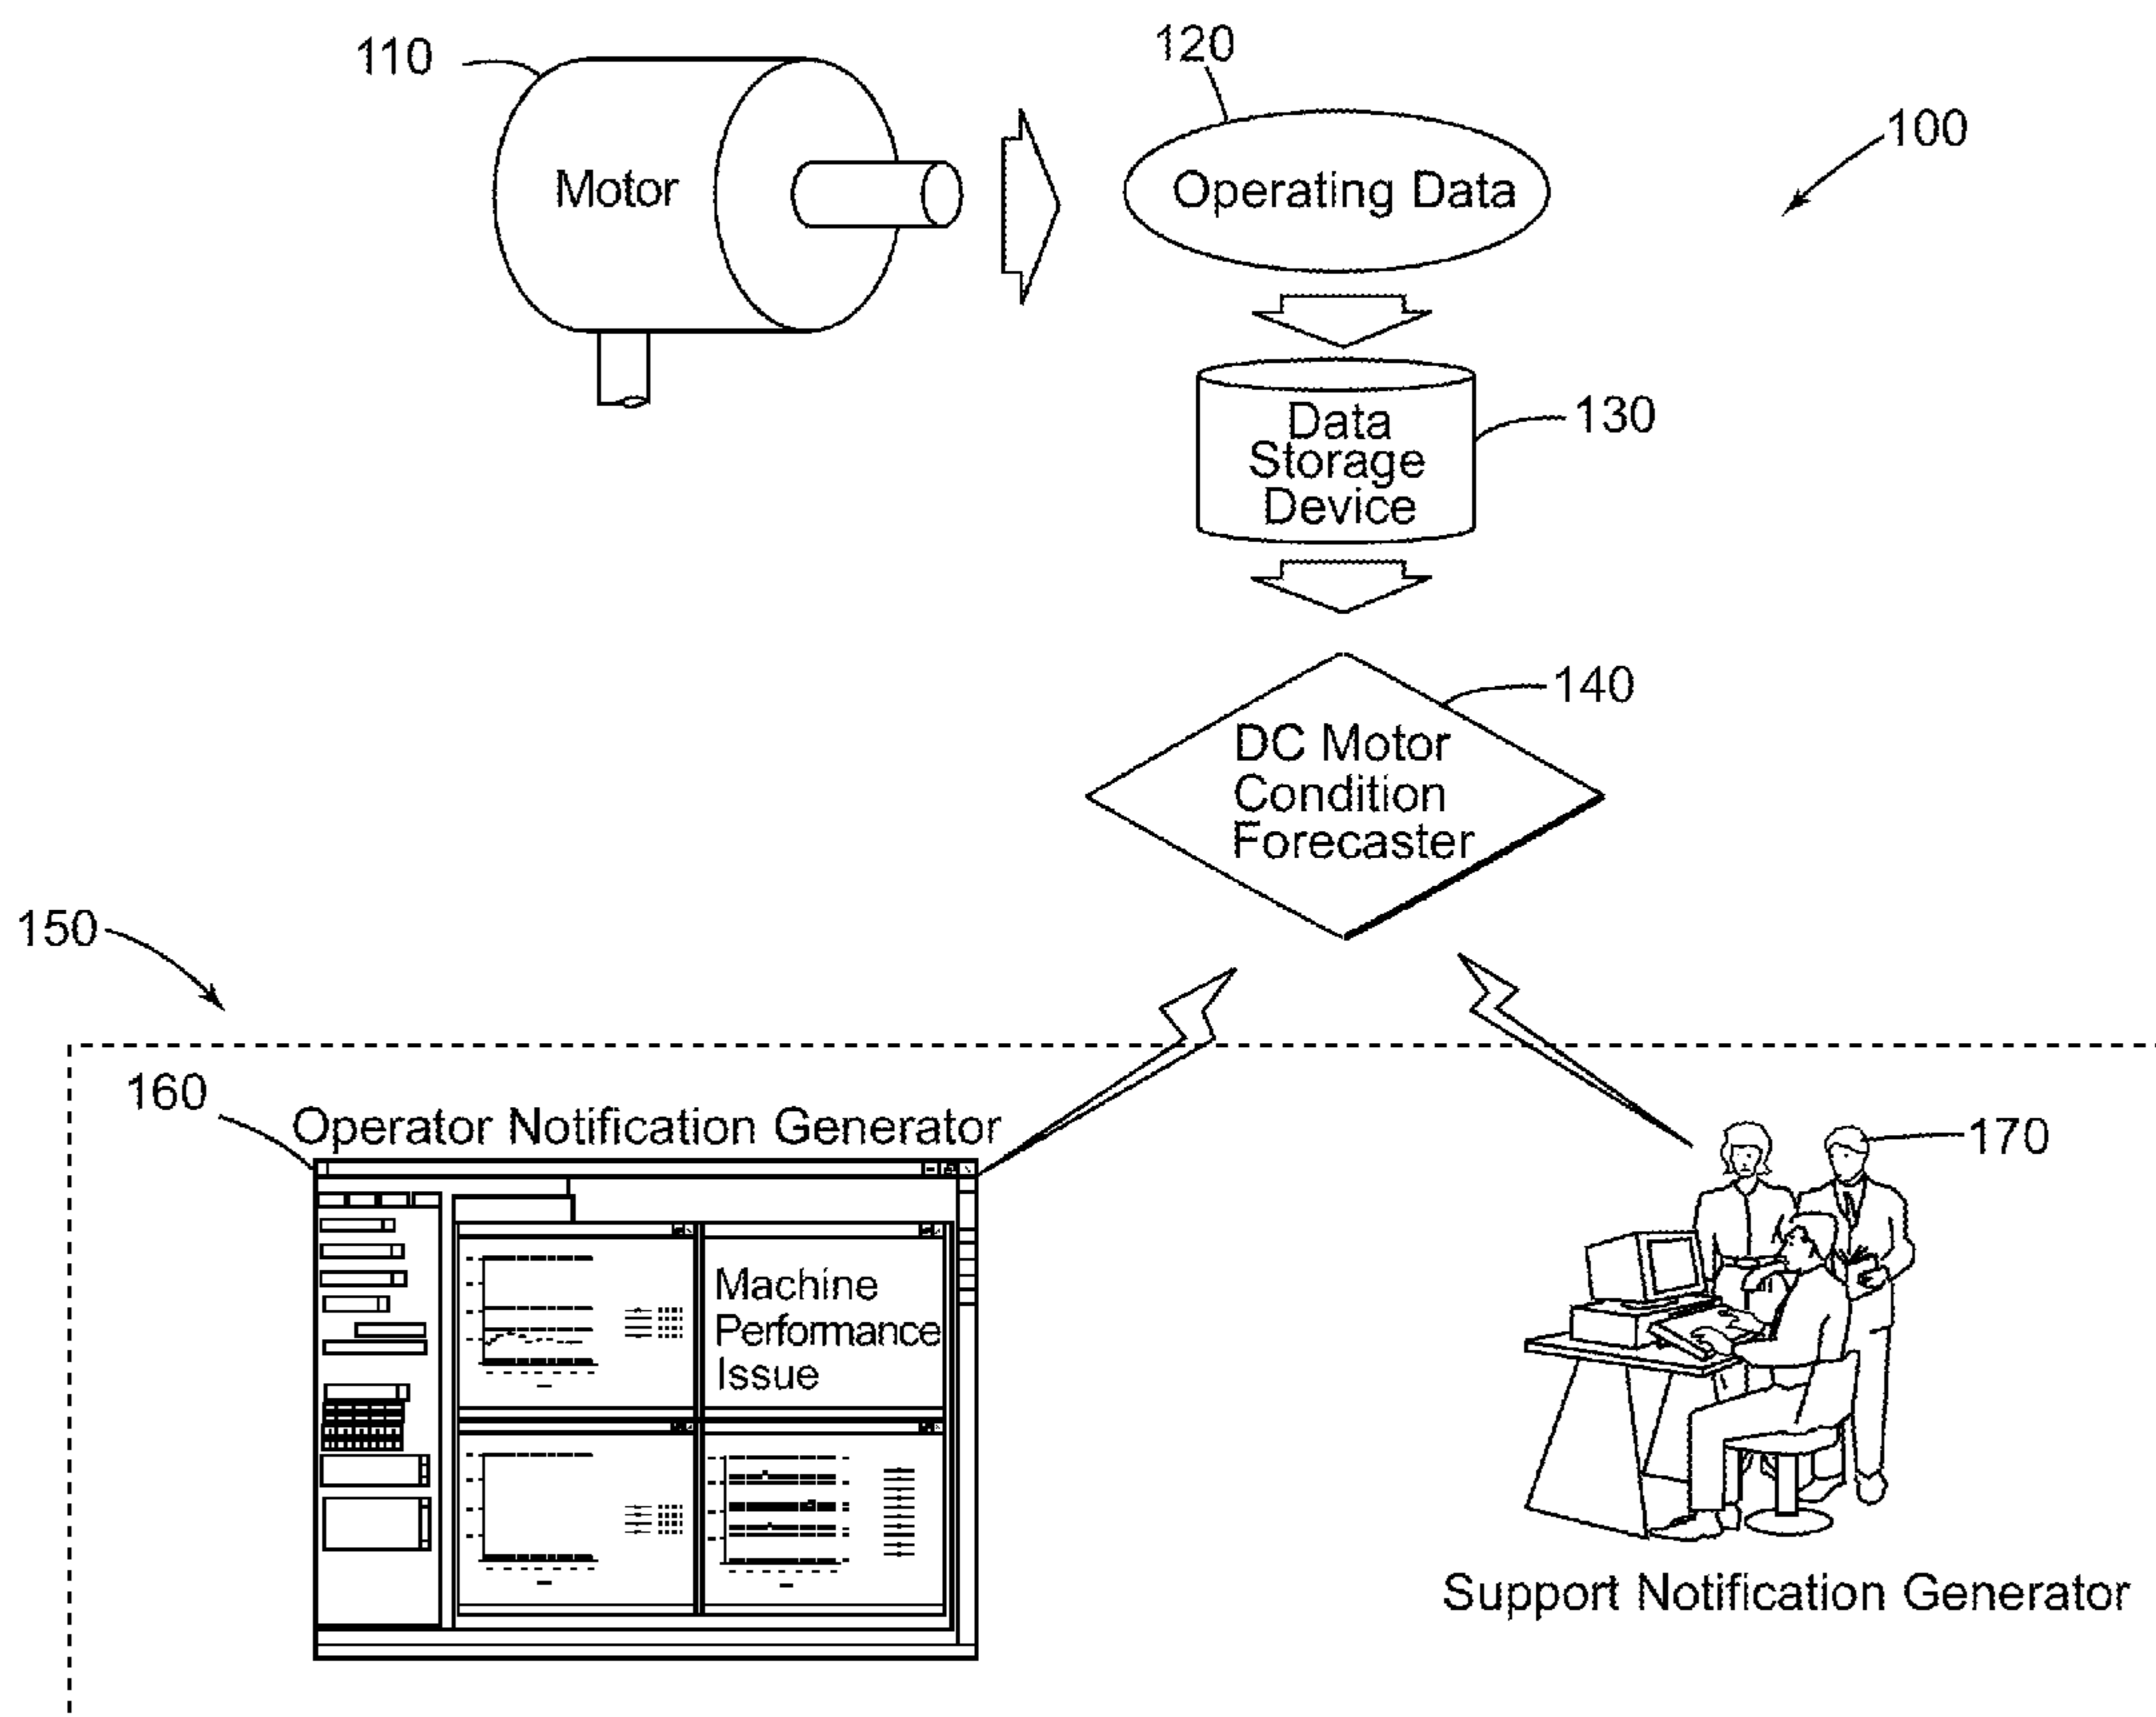 110
120
100
Motor
Operating Data
130
Data
Storage
Device
140
DC Motor
Condition
Forecaster
150
160
Operator Notification Generator
170
Machine
Performance
Issue
Support Notification Generator